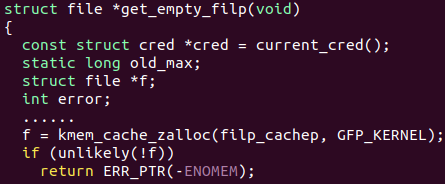 struct file *get_empty_filp(void)
{
const struct cred *cred = current_cred();
static long old_max;
struct file *f;
int error;
......
f = kmem_cache_zalloc(filp_cachep, GFP_KERNEL);
if (unlikely(!f))
return ERR_PTR(-ENOMEM);